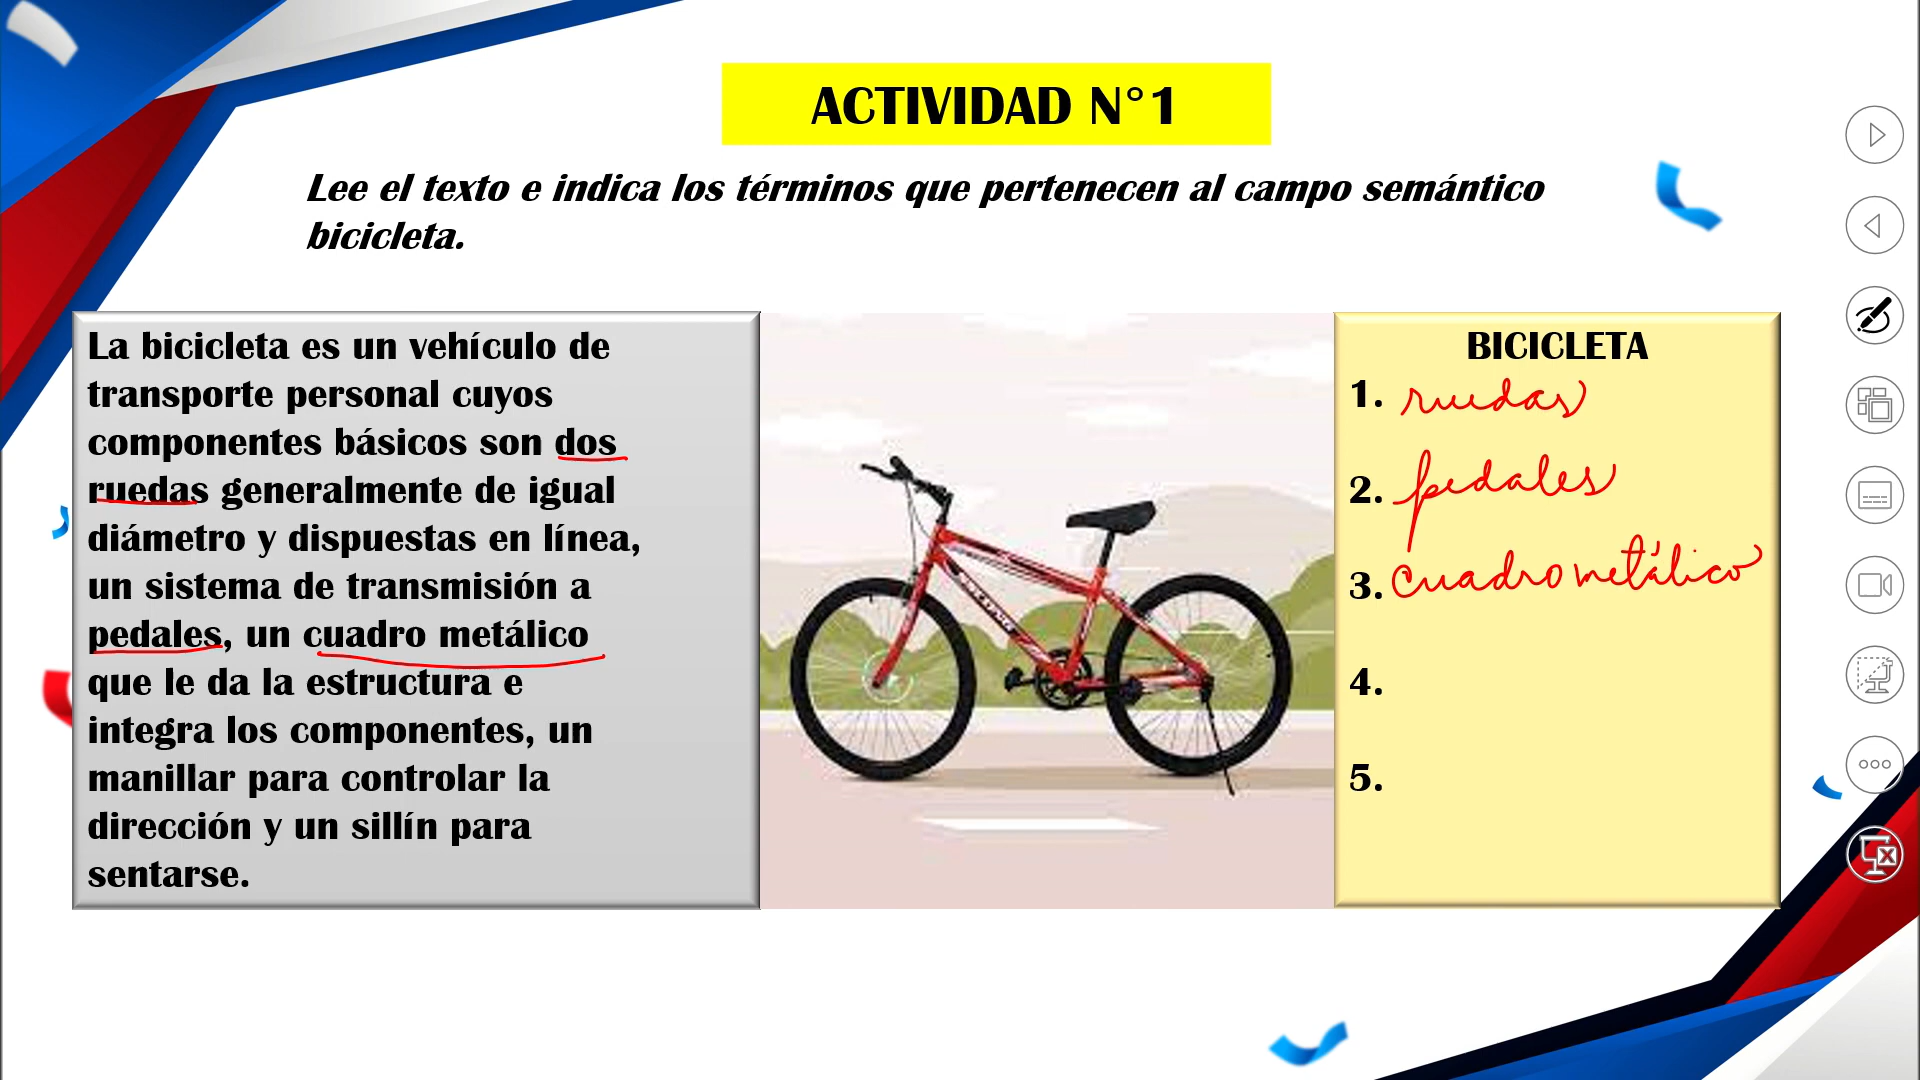 ACTIVIDAD N°1
Lee el texto e indica los términos que pertenecen al campo semántico
bicicleta.
La bicicleta es un vehículo de
transporte personal cuyos
componentes básicos son dos
ruedas generalmente de igual
diámetro y dispuestas en línea,
un sistema de transmisión a
pedales, un cuadro metálico
que le da la estructura e
integra los componentes, un
manillar para controlar la
dirección y un sillín para
sentarse.
BICICLETA
1. ruedas
2. pedales
3. cuadro metálico
4.
5.